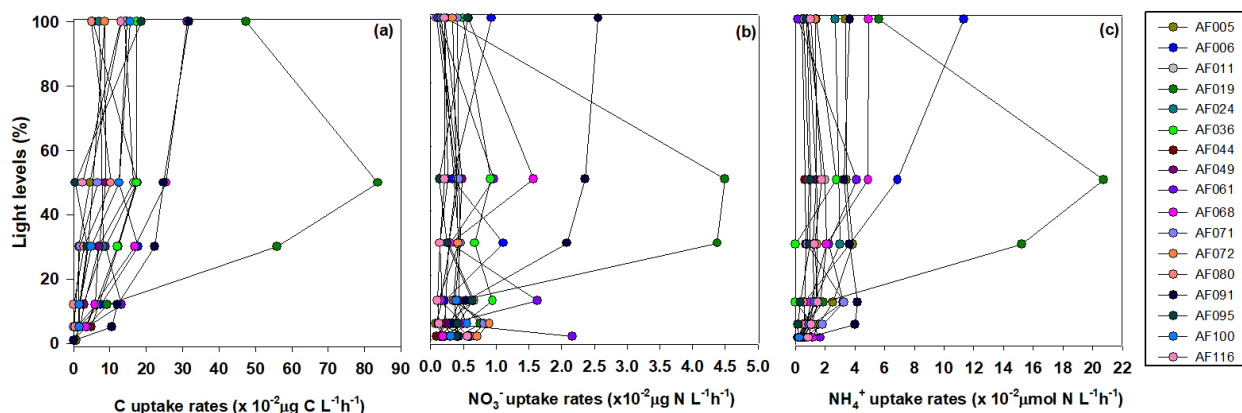 (a)
(b)
(c)
Light levels (%)
100
80
60
40
20
0
0 10 20 30 40 50 60 70 80 90
0.0 0.5 1.0 1.5 2.0 2.5 3.0 3.5 4.0 4.5 5.0
0 2 4 6 8 10 12 14 16 18 20 22
C uptake rates (x 10⁻²µg C L⁻¹h⁻¹)
NO₃⁻uptake rates (x10⁻²µg N L⁻¹h⁻¹)
NH₄⁺ uptake rates (x 10⁻²µmol N L⁻¹h⁻¹)
AF005
AF006
AF011
AF019
AF024
AF036
AF044
AF049
AF061
AF068
AF071
AF072
AF080
AF091
AF095
AF100
AF116